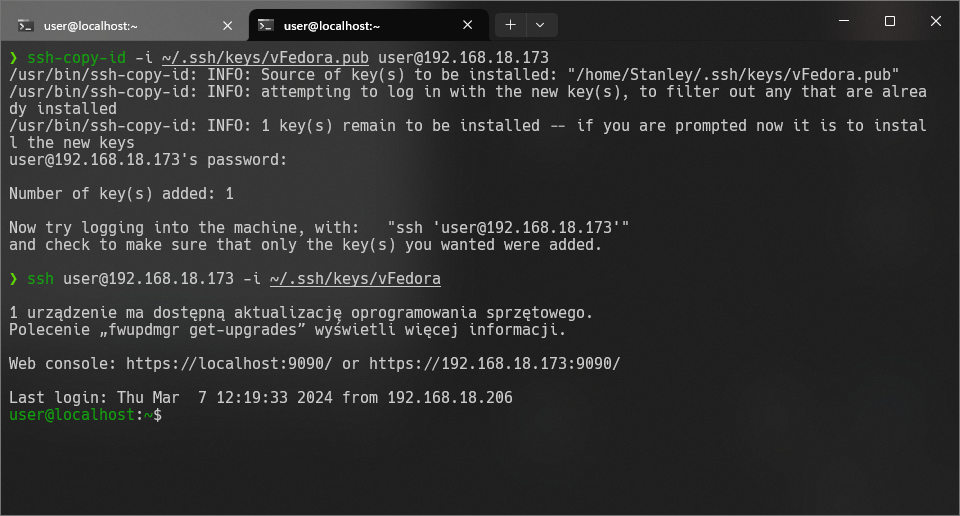 user@localhost:~
user@localhost:~
❯ ssh-copy-id -i ~/.ssh/keys/vFedora.pub user@192.168.18.173
/usr/bin/ssh-copy-id: INFO: Source of key(s) to be installed: "/home/Stanley/.ssh/keys/vFedora.pub"
/usr/bin/ssh-copy-id: INFO: attempting to log in with the new key(s), to filter out any that are alrea
dy installed
/usr/bin/ssh-copy-id: INFO: 1 key(s) remain to be installed -- if you are prompted now it is to instal
l the new keys
user@192.168.18.173's password:
Number of key(s) added: 1
Now try logging into the machine, with:   "ssh 'user@192.168.18.173'"
and check to make sure that only the key(s) you wanted were added.
❯ ssh user@192.168.18.173 -i ~/.ssh/keys/vFedora
1 urządzenie ma dostępną aktualizację oprogramowania sprzętowego.
Polecenie „fwupdmgr get-upgrades” wyświetli więcej informacji.
Web console: https://localhost:9090/ or https://192.168.18.173:9090/
Last login: Thu Mar  7 12:19:33 2024 from 192.168.18.206
user@localhost:~$